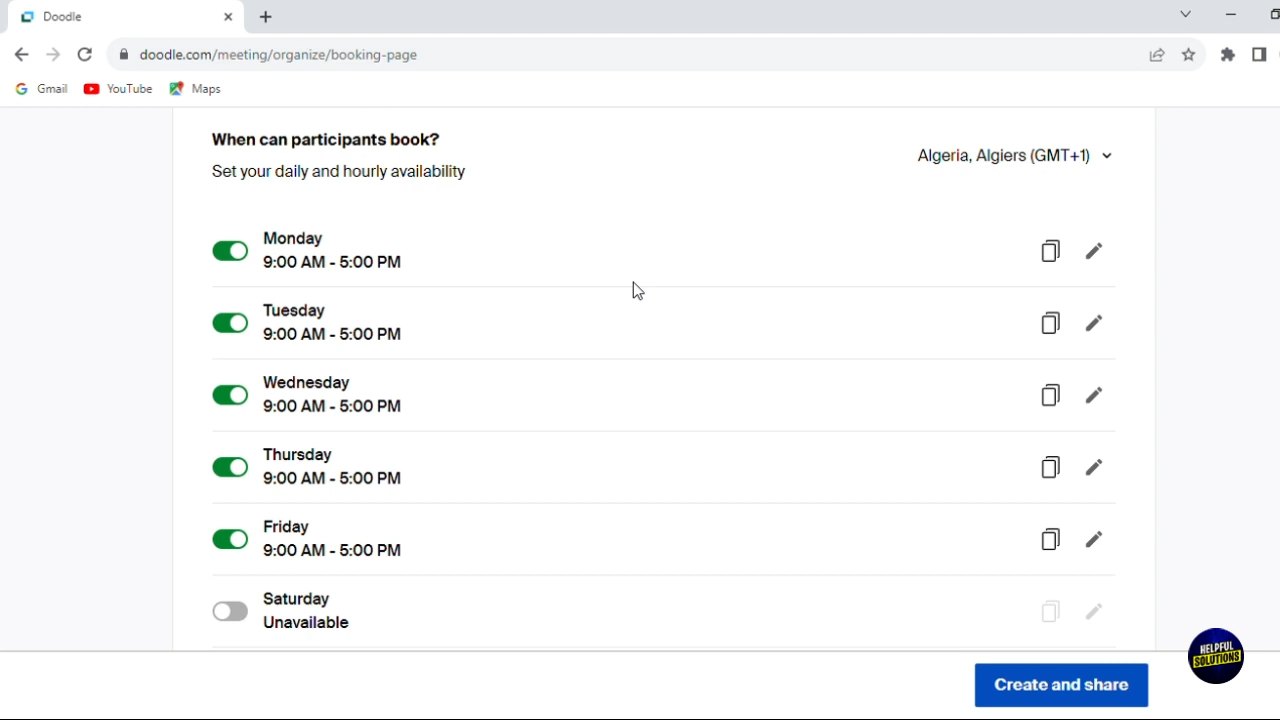 Doodle
doodle.com/meeting/organize/booking-page
Gmail YouTube Maps
When can participants book?
Set your daily and hourly availability
Algeria, Algiers (GMT+1)
Monday
9:00 AM - 5:00 PM
Tuesday
9:00 AM - 5:00 PM
Wednesday
9:00 AM - 5:00 PM
Thursday
9:00 AM - 5:00 PM
Friday
9:00 AM - 5:00 PM
Saturday
Unavailable
HELPFUL
SOLUTIONS
Create and share